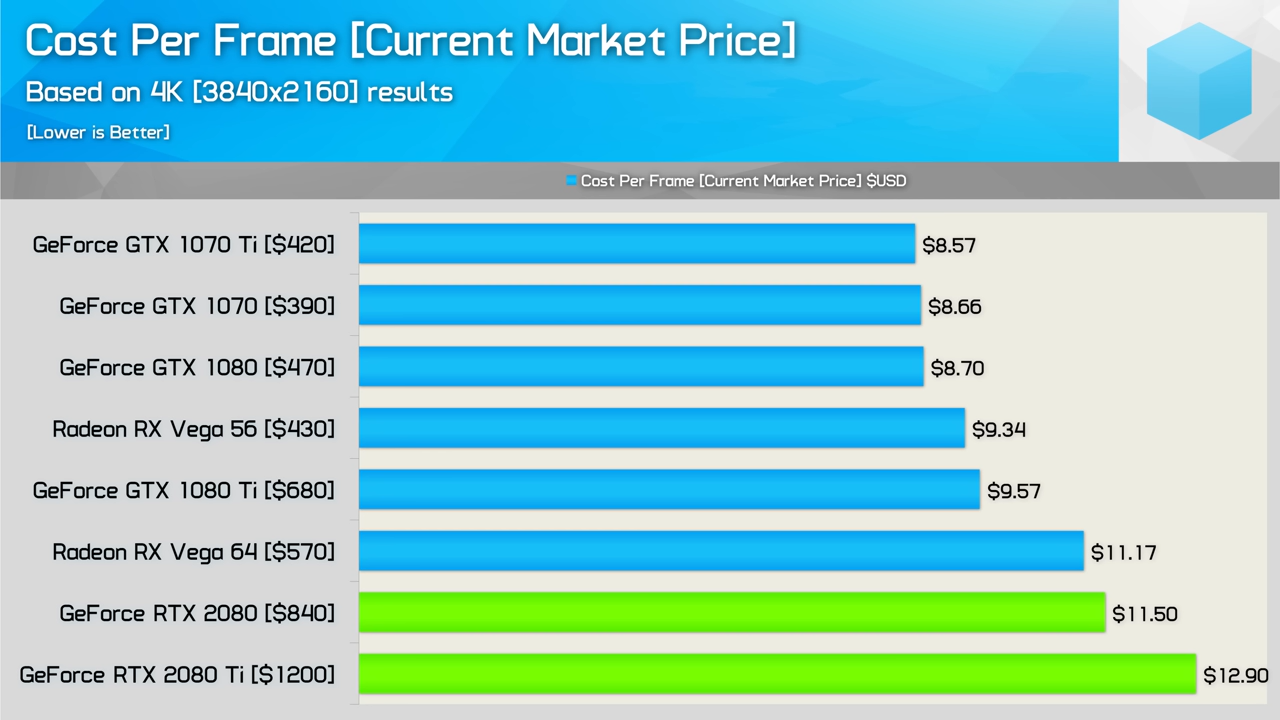 Cost Per Frame [Current Market Price]
Based on 4K [3840x2160] results
[Lower is Better]
Cost Per Frame [Current Market Price] $USD
GeForce GTX 1070 Ti [$420] $8.57
GeForce GTX 1070 [$390] $8.66
GeForce GTX 1080 [$470] $8.70
Radeon RX Vega 56 [$430] $9.34
GeForce GTX 1080 Ti [$680] $9.57
Radeon RX Vega 64 [$570] $11.17
GeForce RTX 2080 [$840] $11.50
GeForce RTX 2080 Ti [$1200] $12.90